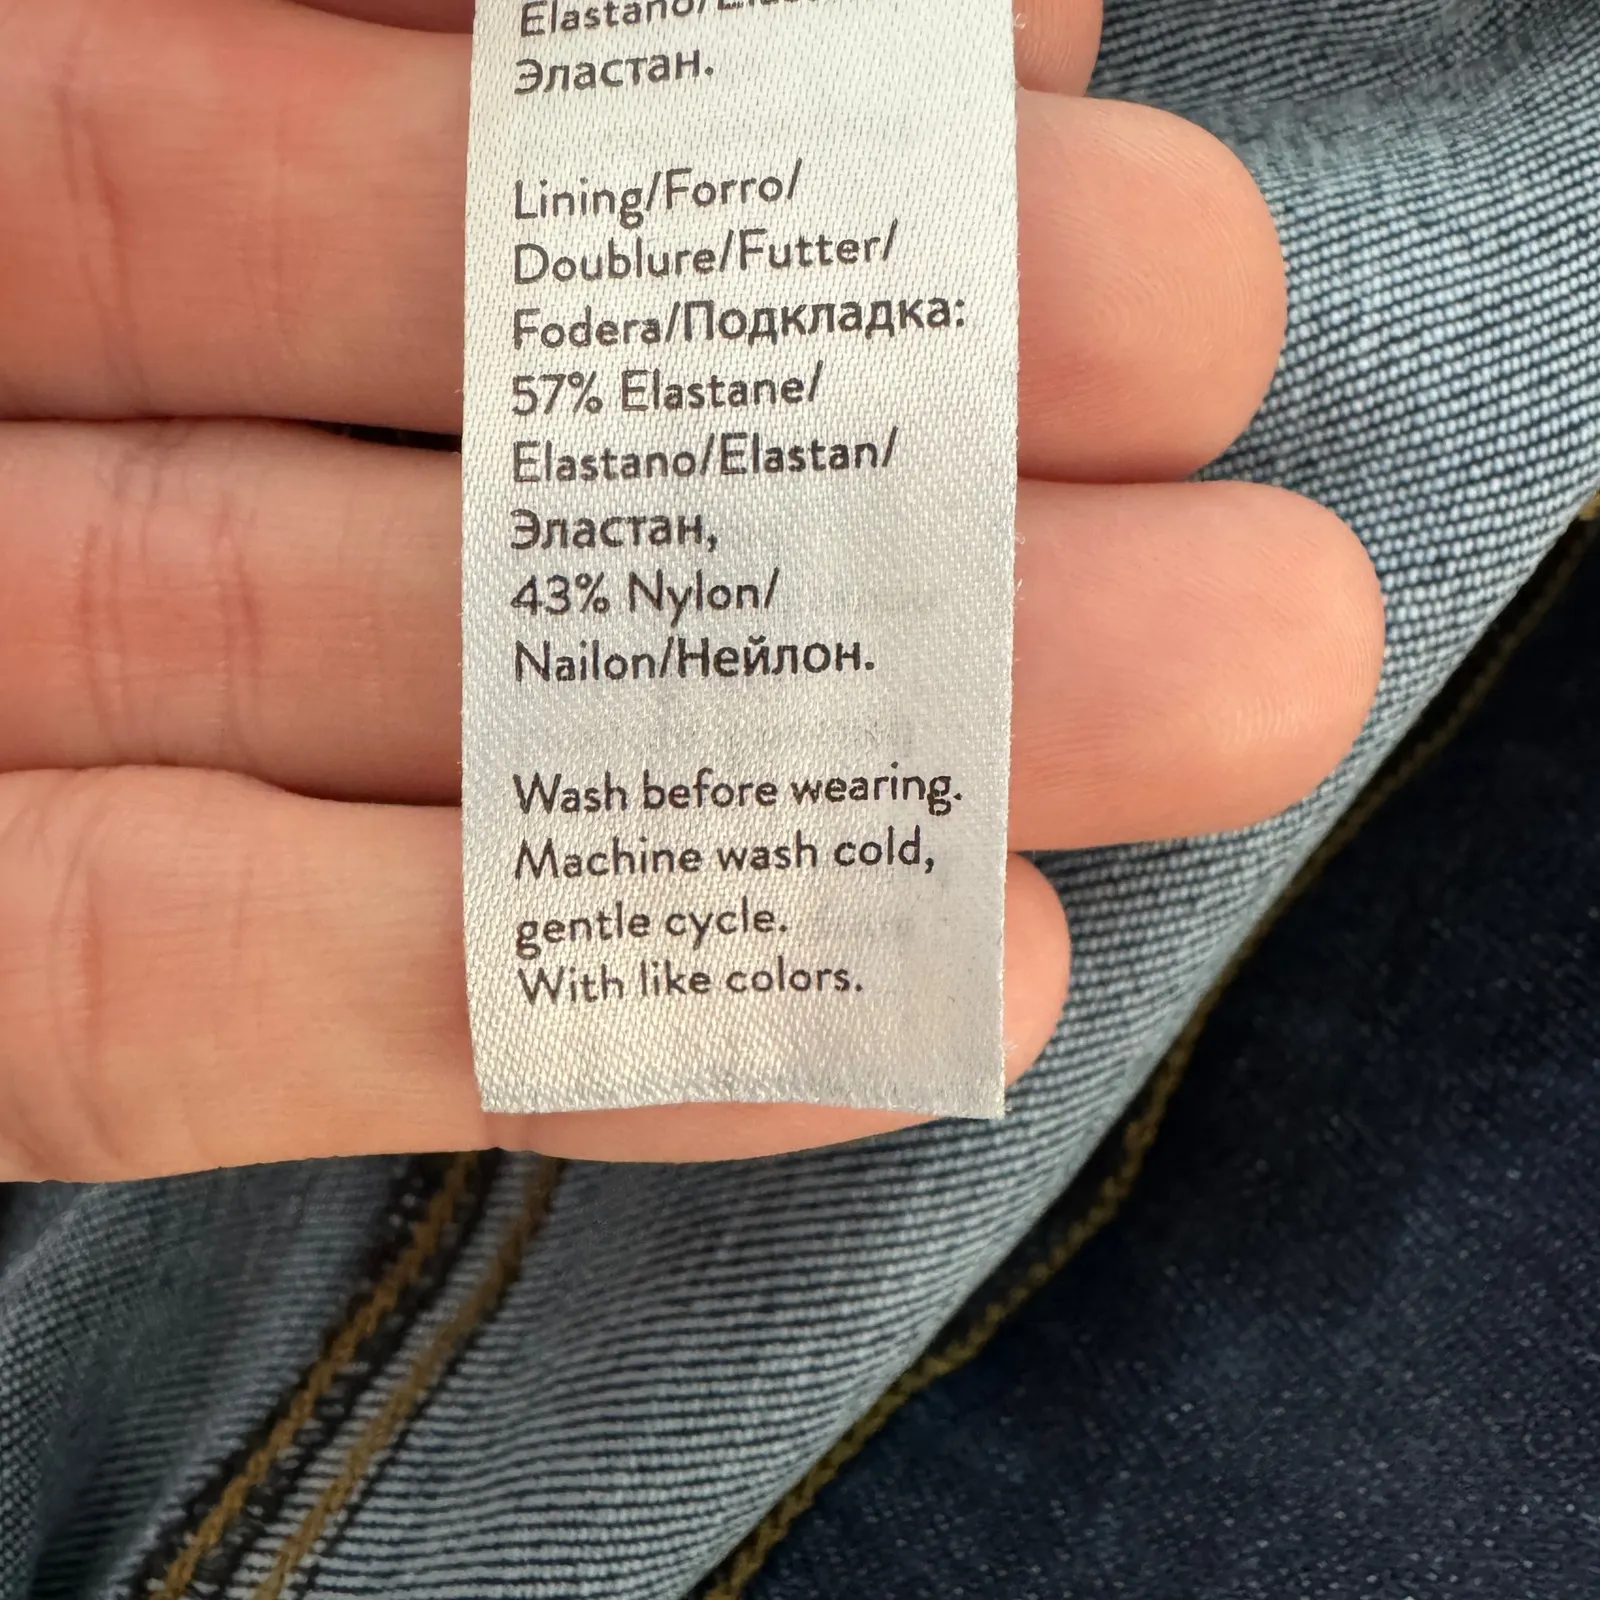 Elastano/
Эластан.
Lining/Forro/
Doublure/Futter/
Fodera/Подкладка:
57% Elastane/
Elastano/Elastan/
Эластан,
43% Nylon/
Nailon/Нейлон.
Wash before wearing.
Machine wash cold,
gentle cycle.
With like colors.